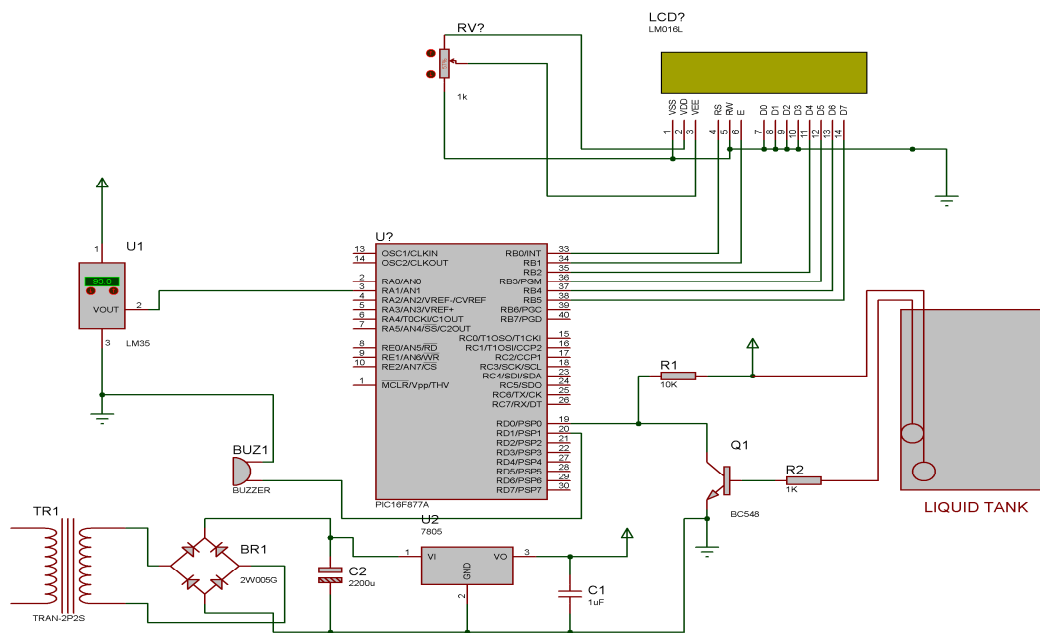 LCD?
LM016L
RV?
1k
VSS
VDD
VEE
RS
RW
E
D0
D1
D2
D3
D4
D5
D6
D7
1
2
3
4
5
6
7
8
9
10
11
12
13
14
U1
1
VOUT
2
3
LM35
U?
13 OSC1/CLKIN
14 OSC2/CLKOUT
2 RA0/AN0
3 RA1/AN1
4 RA2/AN2/VREF-/CVREF
5 RA3/AN3/VREF+
6 RA4/T0CKI/C1OUT
7 RA5/AN4/SS/C2OUT
8 RE0/AN5/RD
9 RE1/AN6/WR
10 RE2/AN7/CS
1 MCLR/Vpp/THV
RB0/INT 33
RB1 34
RB2 35
RB3/PGM 36
RB4 37
RB5 38
RB6/PGC 39
RB7/PGD 40
RC0/T1OSO/T1CKI 15
RC1/T1OSI/CCP2 16
RC2/CCP1 17
RC3/SCK/SCL 18
RC4/SDI/SDA 23
RC5/SDO 24
RC6/TX/CK 25
RC7/RX/DT 26
RD0/PSP0 19
RD1/PSP1 20
RD2/PSP2 21
RD3/PSP3 22
RD4/PSP4 27
RD5/PSP5 28
RD6/PSP6 29
RD7/PSP7 30
PIC16F877A
R1
10K
Q1
BC548
R2
1K
LIQUID TANK
BUZ1
BUZZER
TR1
TRAN-2P2S
BR1
2W005G
C2
2200u
U2
7805
1 VI
VO 3
GND
2
C1
1uF